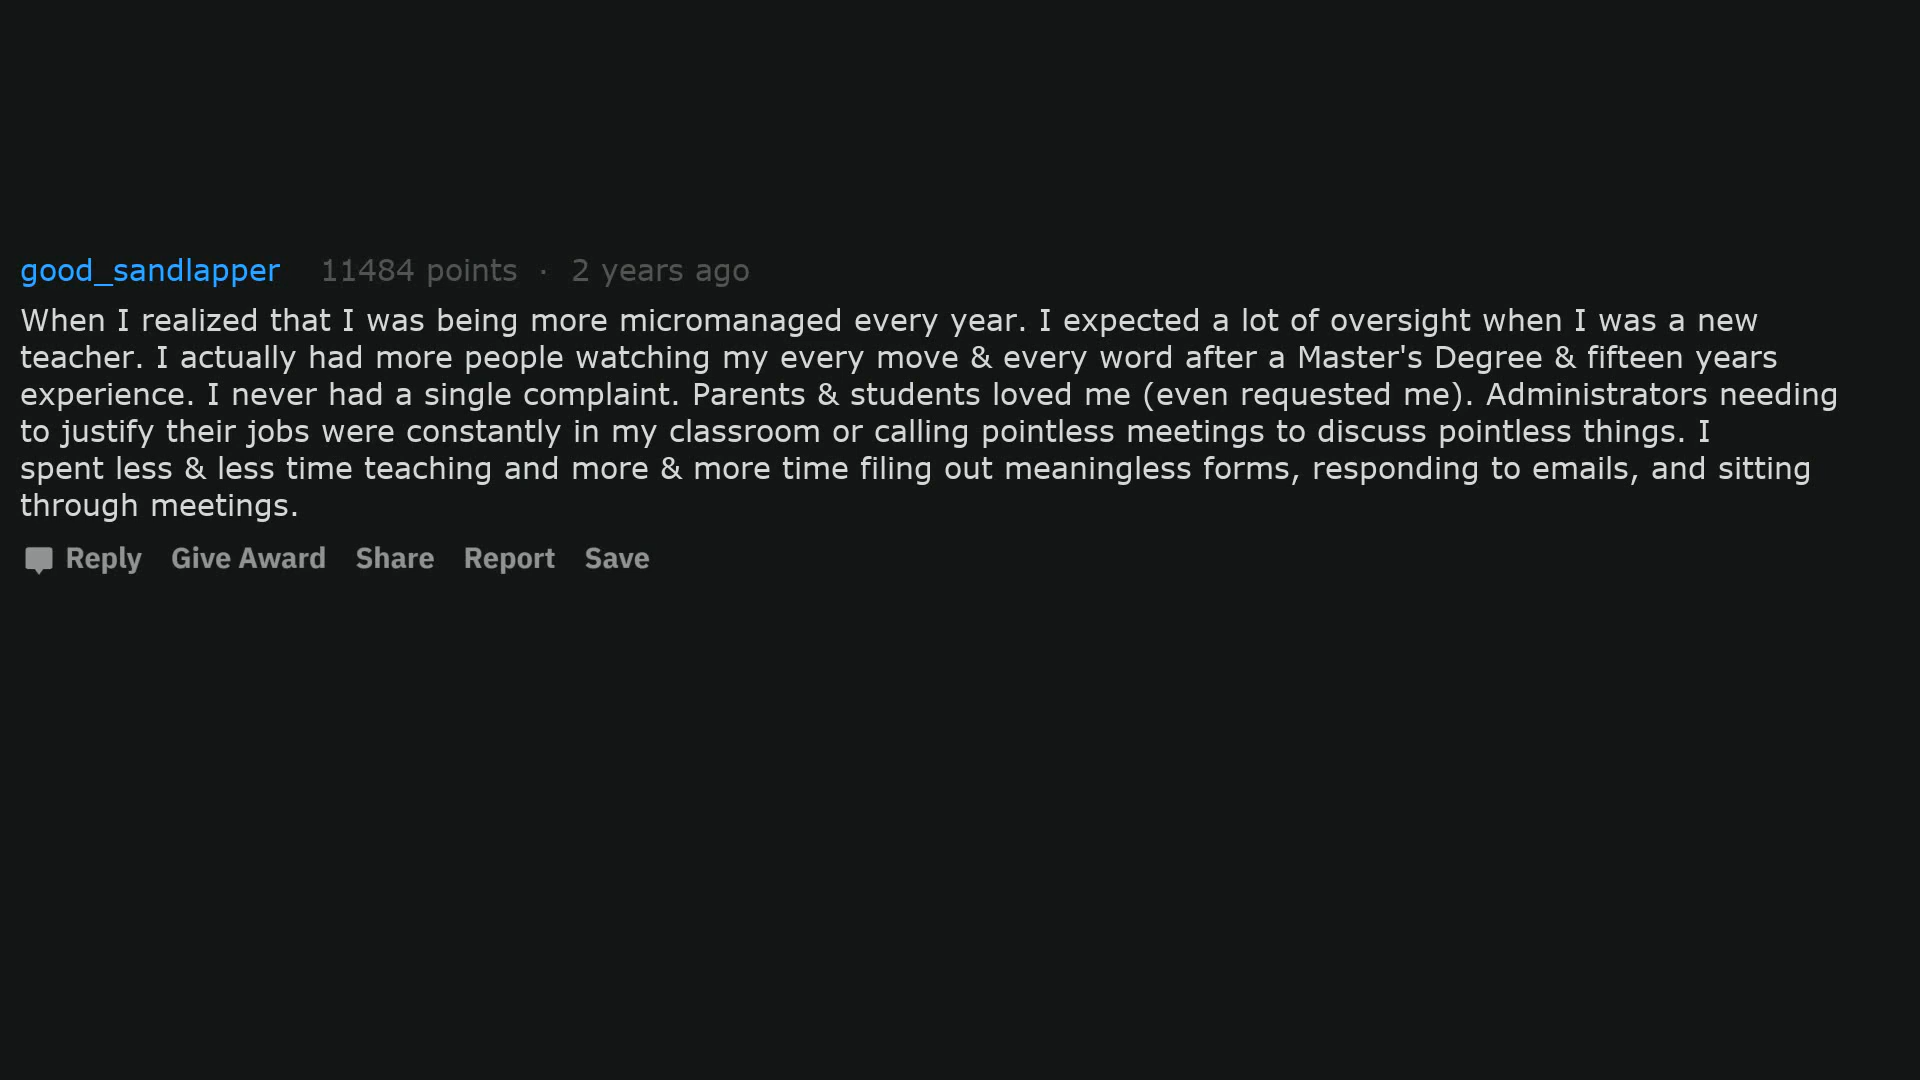 good_sandlapper 11484 points · 2 years ago
When I realized that I was being more micromanaged every year. I expected a lot of oversight when I was a new
teacher. I actually had more people watching my every move & every word after a Master's Degree & fifteen years
experience. I never had a single complaint. Parents & students loved me (even requested me). Administrators needing
to justify their jobs were constantly in my classroom or calling pointless meetings to discuss pointless things. I
spent less & less time teaching and more & more time filing out meaningless forms, responding to emails, and sitting
through meetings.
Reply Give Award Share Report Save